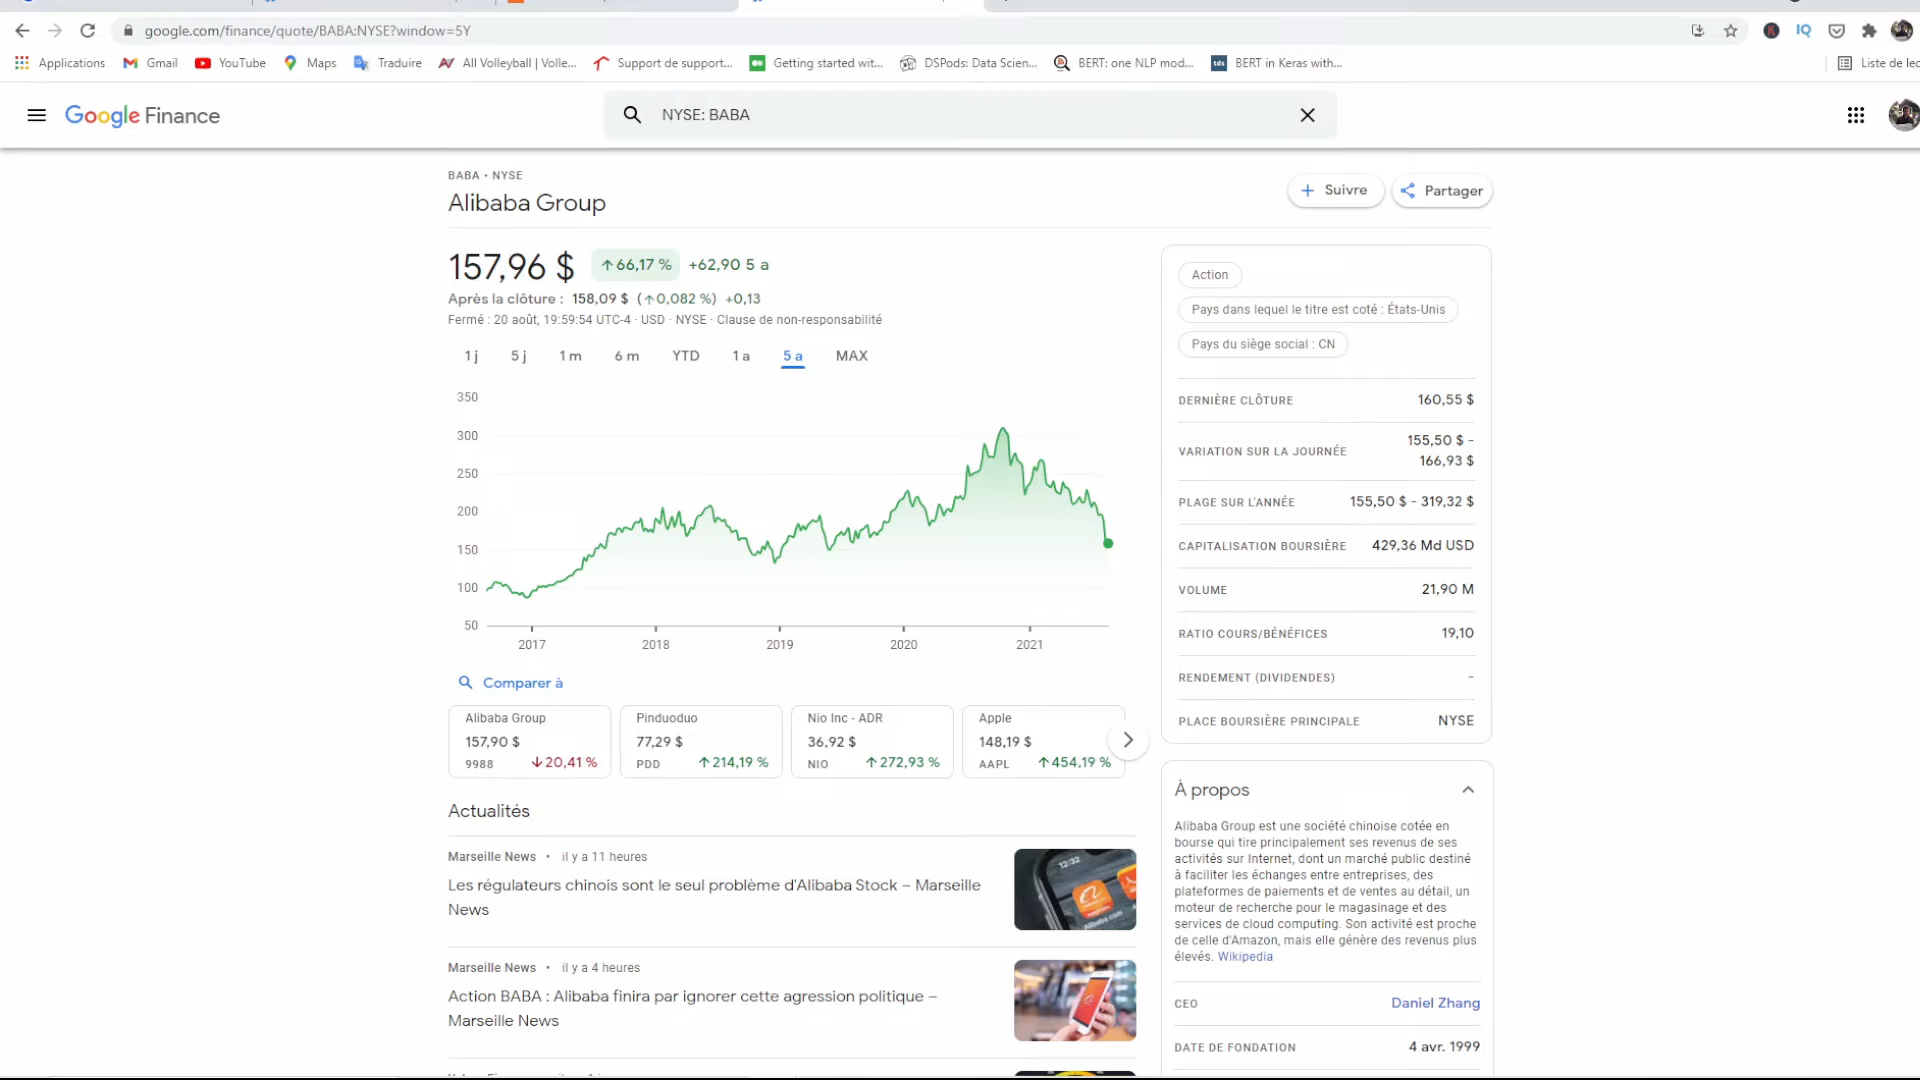 google.com/finance/quote/BABA:NYSE?window=5Y
IQ
Applications
Gmail
YouTube
Maps
Traduire
All Volleyball | Volle...
Support de support...
Getting started wit...
DSPods: Data Scien...
BERT: one NLP mod...
tds
BERT in Keras with...
Liste de lec
Google Finance
NYSE: BABA
BABA • NYSE
Alibaba Group
Suivre
Partager
157,96 $
↑ 66,17 %
+62,90 5 a
Après la clôture : 158,09 $ (↑0,082 %) +0,13
Fermé : 20 août, 19:59:54 UTC-4 · USD · NYSE · Clause de non-responsabilité
1 j
5 j
1 m
6 m
YTD
1 a
5 a
MAX
350
300
250
200
150
100
50
2017
2018
2019
2020
2021
Comparer à
Alibaba Group
157,90 $
9988
↓20,41 %
Pinduoduo
77,29 $
PDD
↑214,19 %
Nio Inc - ADR
36,92 $
NIO
↑272,93 %
Apple
148,19 $
AAPL
↑454,19 %
Actualités
Marseille News • il y a 11 heures
Les régulateurs chinois sont le seul problème d'Alibaba Stock – Marseille
News
12:32
Alibaba.com
Marseille News • il y a 4 heures
Action BABA : Alibaba finira par ignorer cette agression politique –
Marseille News
Action
Pays dans lequel le titre est coté : États-Unis
Pays du siège social : CN
DERNIÈRE CLÔTURE
160,55 $
VARIATION SUR LA JOURNÉE
155,50 $ -
166,93 $
PLAGE SUR L'ANNÉE
155,50 $ - 319,32 $
CAPITALISATION BOURSIÈRE
429,36 Md USD
VOLUME
21,90 M
RATIO COURS/BÉNÉFICES
19,10
RENDEMENT (DIVIDENDES)
-
PLACE BOURSIÈRE PRINCIPALE
NYSE
À propos
Alibaba Group est une société chinoise cotée en
bourse qui tire principalement ses revenus de ses
activités sur Internet, dont un marché public destiné
à faciliter les échanges entre entreprises, des
plateformes de paiements et de ventes au détail, un
moteur de recherche pour le magasinage et des
services de cloud computing. Son activité est proche
de celle d'Amazon, mais elle génère des revenus plus
élevés. Wikipedia
CEO
Daniel Zhang
DATE DE FONDATION
4 avr. 1999